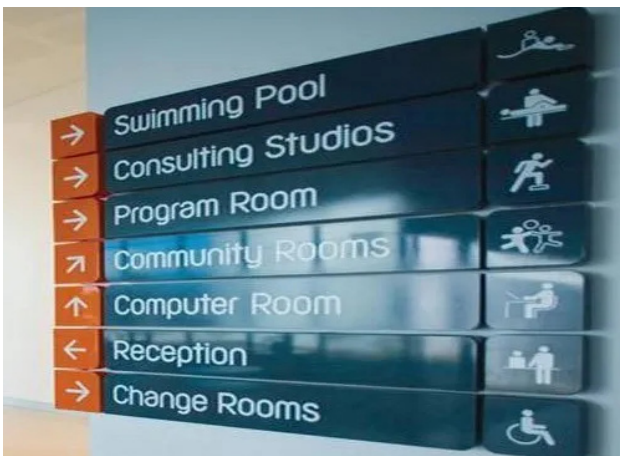 Swimming Pool
Consulting Studios
Program Room
Community Rooms
Computer Room
Reception
Change Rooms